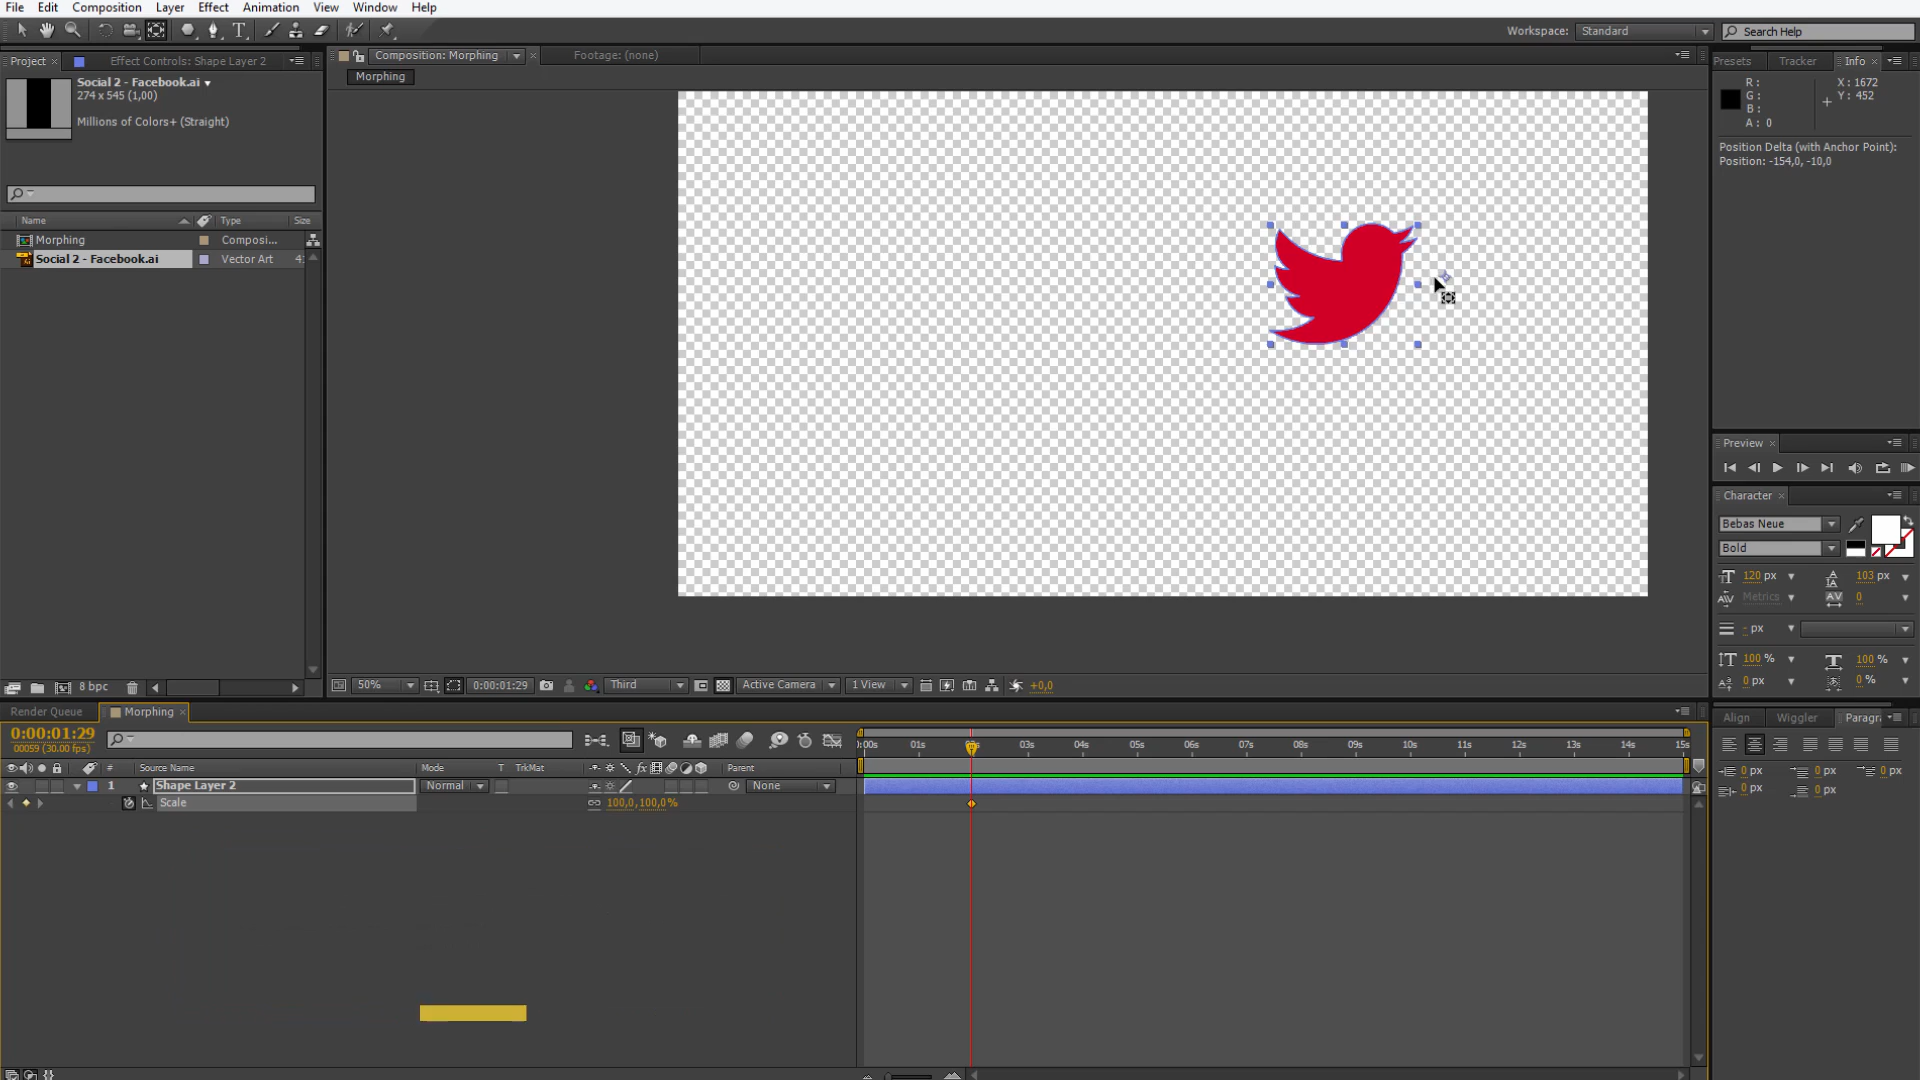 File Edit Composition Layer Effect Animation View Window Help
Workspace: Standard Search Help
Project Effect Controls: Shape Layer 2
Composition: Morphing Footage: (none)
Presets Tracker Info
Morphing
Social 2 - Facebook.ai
274 x 545 (1,00)
Millions of Colors+ (Straight)
R: X: 1672
G: Y: 452
B:
A: 0
Position Delta (with Anchor Point):
Position: -154,0, -10,0
Name Type Size
Morphing Composi...
Social 2 - Facebook.ai Vector Art
Preview
Character
Bebas Neue
Bold
120 px 103 px
Metrics 0
- px
100 % 100 %
0 px 0 %
8 bpc
50% 0:00:01:29 Third Active Camera 1 View +0,0
Render Queue Morphing
Align Wiggler Paragr
0:00:01:29
00059 (30.00 fps)
:00s 01s 03s 04s 05s 06s 07s 08s 09s 10s 11s 12s 13s 14s 15s
# Source Name Mode T TrkMat fx Parent
1 Shape Layer 2 Normal None
Scale 100,0,100,0%
0 px 0 px 0 px
0 px 0 px